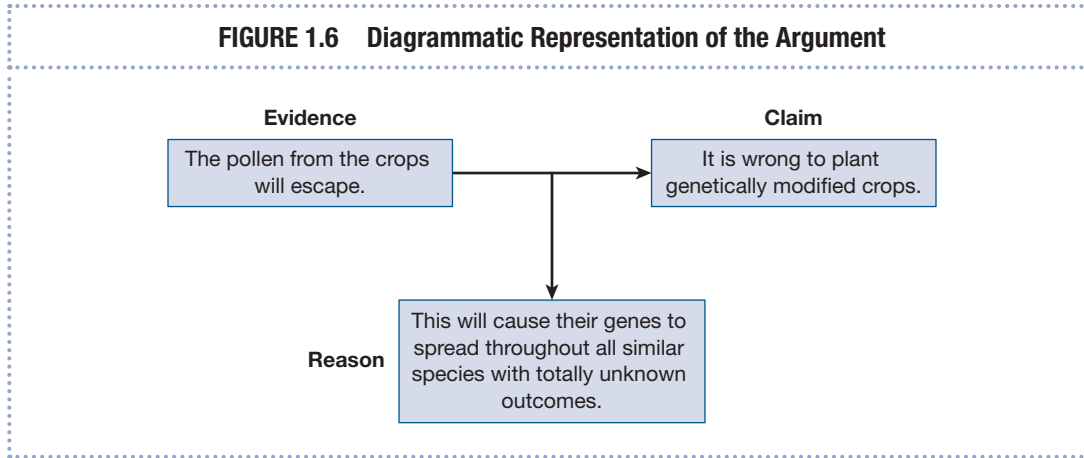 FIGURE 1.6 Diagrammatic Representation of the Argument
Evidence
The pollen from the crops
will escape.
Claim
It is wrong to plant
genetically modified crops.
Reason
This will cause their genes to
spread throughout all similar
species with totally unknown
outcomes.